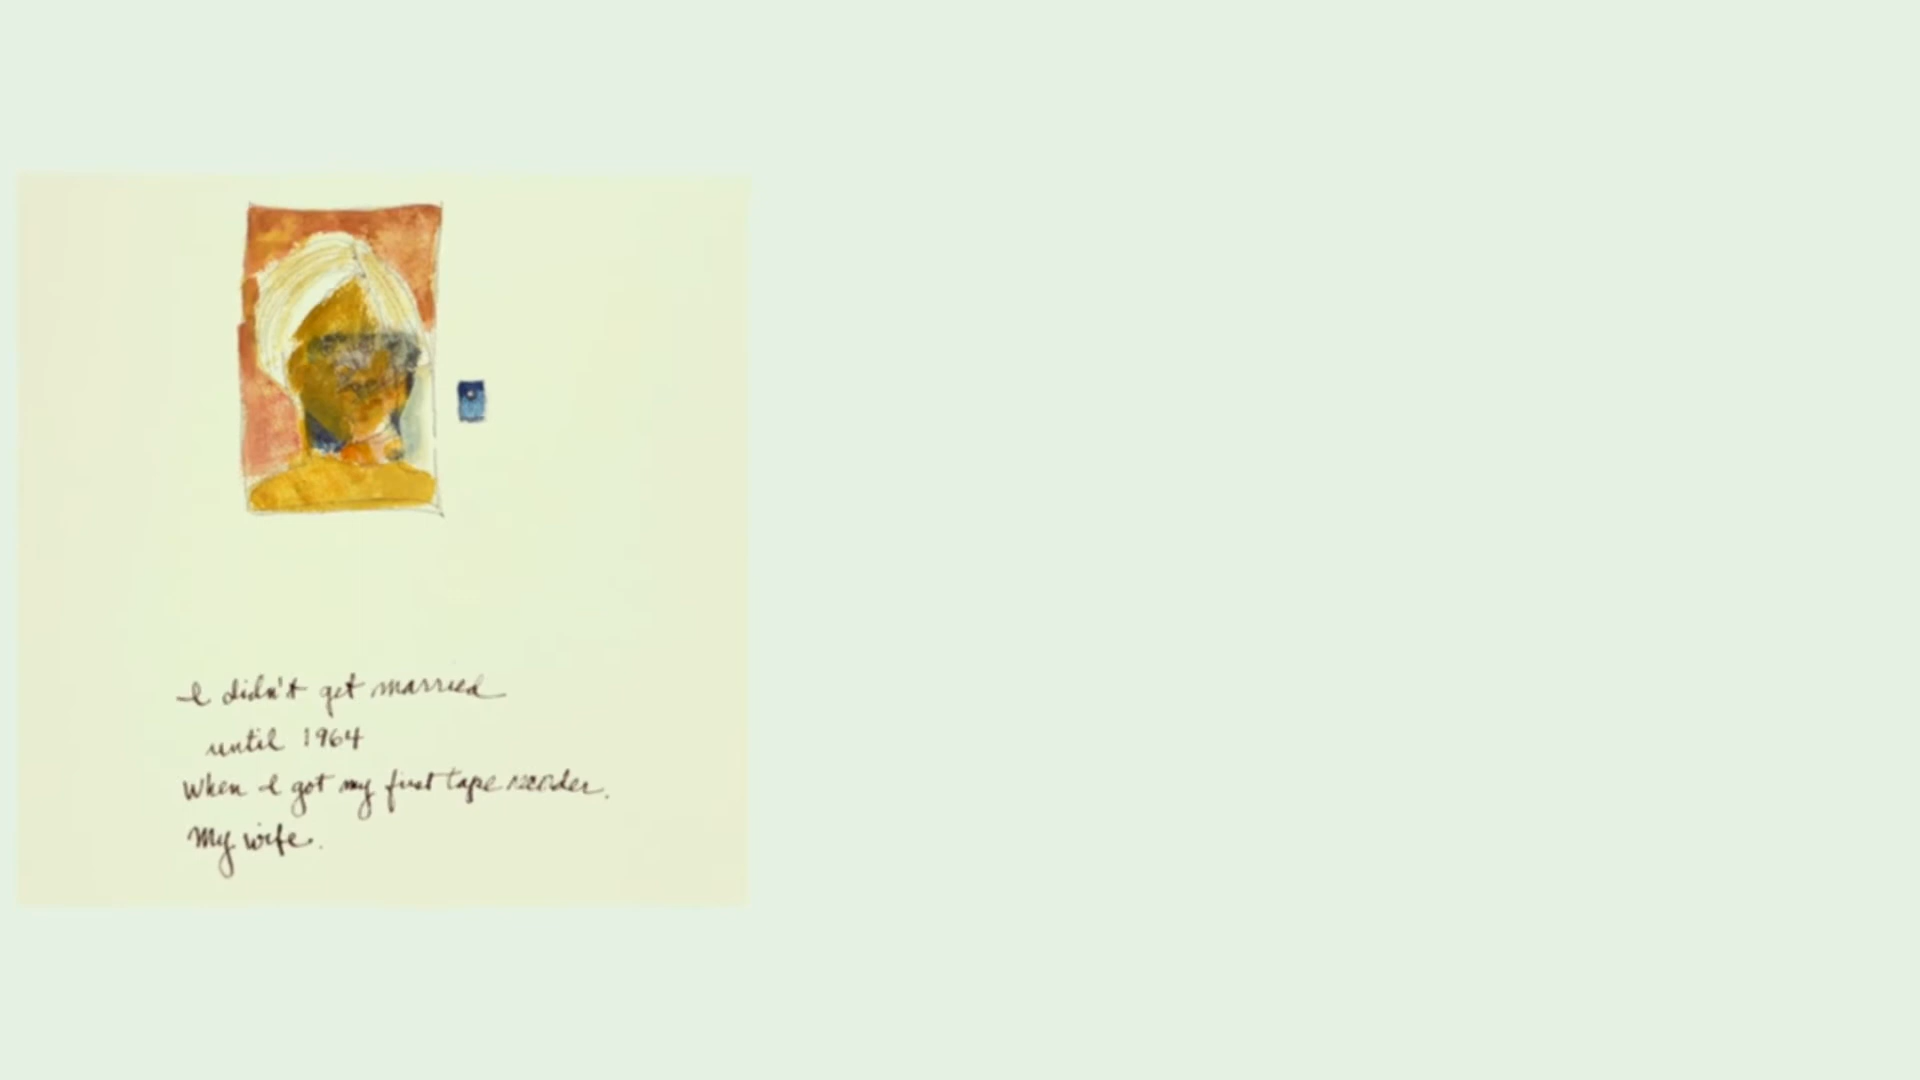 I didn't get married
until 1964
When I got my first tape recorder.
My wife.